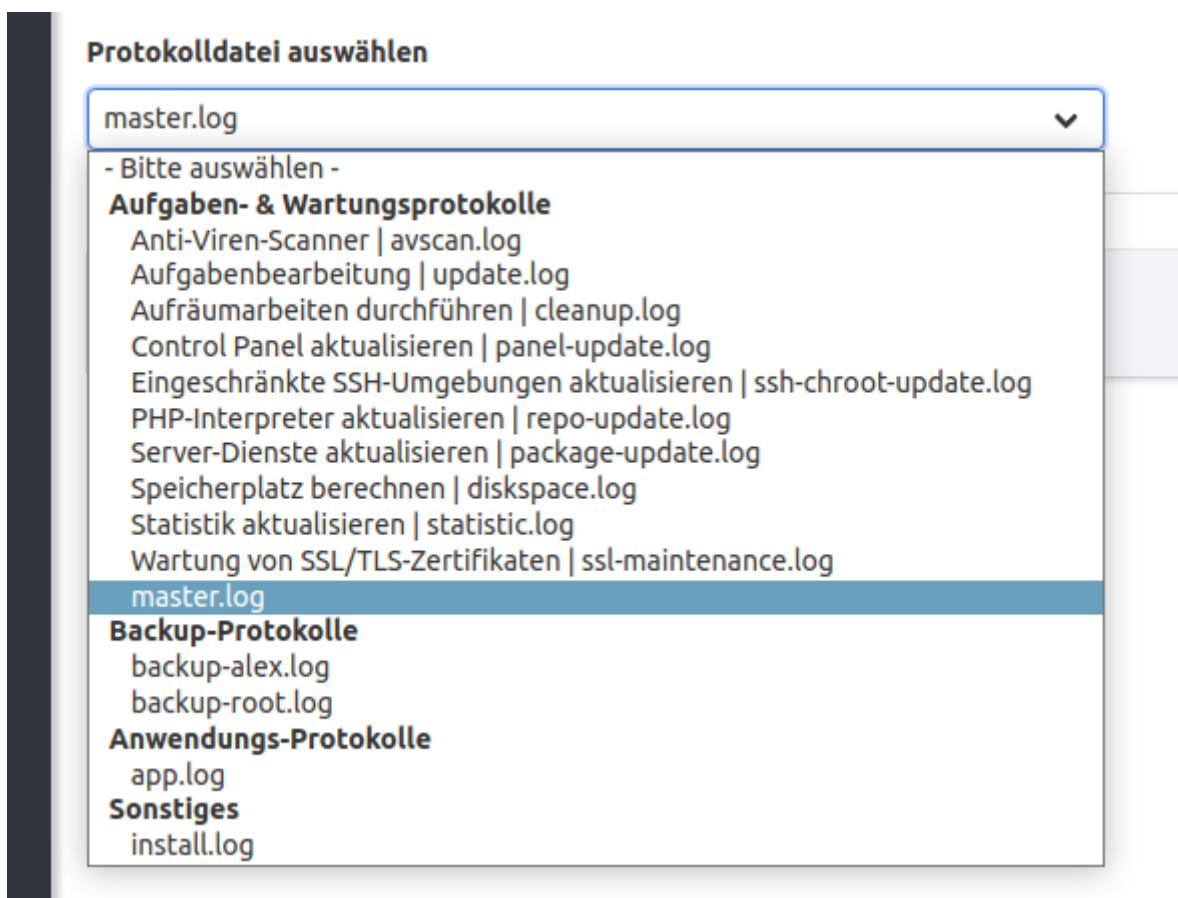 Protokolldatei auswählen
master.log
- Bitte auswählen -
Aufgaben- & Wartungsprotokolle
Anti-Viren-Scanner | avscan.log
Aufgabenbearbeitung | update.log
Aufräumarbeiten durchführen | cleanup.log
Control Panel aktualisieren | panel-update.log
Eingeschränkte SSH-Umgebungen aktualisieren | ssh-chroot-update.log
PHP-Interpreter aktualisieren | repo-update.log
Server-Dienste aktualisieren | package-update.log
Speicherplatz berechnen | diskspace.log
Statistik aktualisieren | statistic.log
Wartung von SSL/TLS-Zertifikaten | ssl-maintenance.log
master.log
Backup-Protokolle
backup-alex.log
backup-root.log
Anwendungs-Protokolle
app.log
Sonstiges
install.log